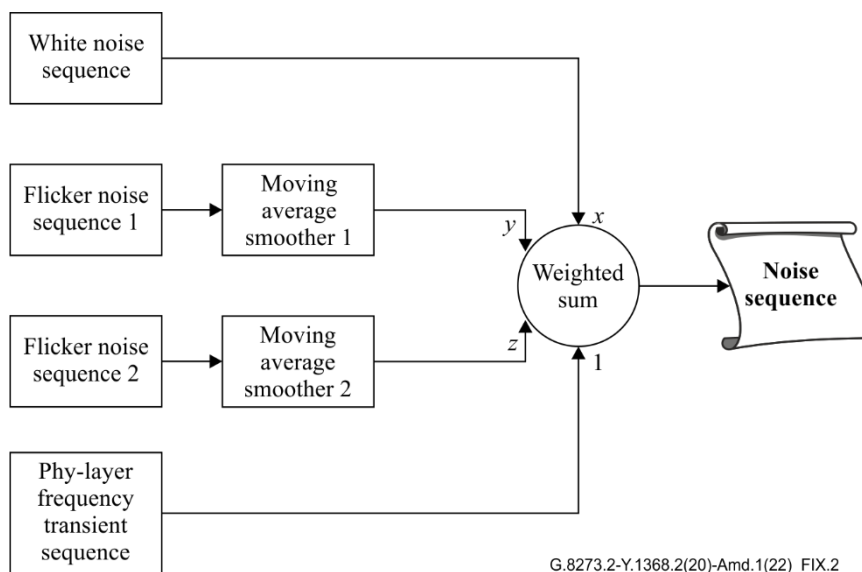 White noise
sequence
Flicker noise
sequence 1
Moving
average
smoother 1
y
x
Weighted
sum
Noise
sequence
Flicker noise
sequence 2
Moving
average
smoother 2
z
1
Phy-layer
frequency
transient
sequence
G.8273.2-Y.1368.2(20)-Amd.1(22)_FIX.2